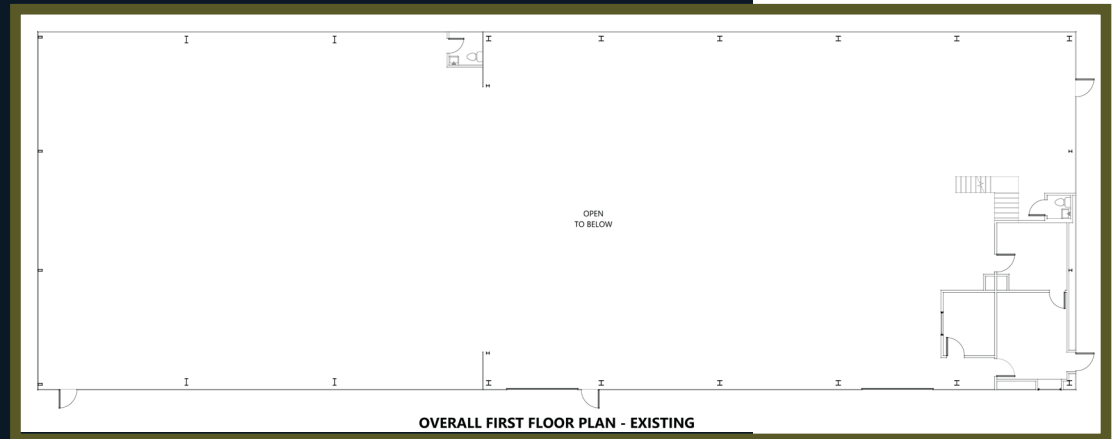 OPEN
TO BELOW
OVERALL FIRST FLOOR PLAN - EXISTING